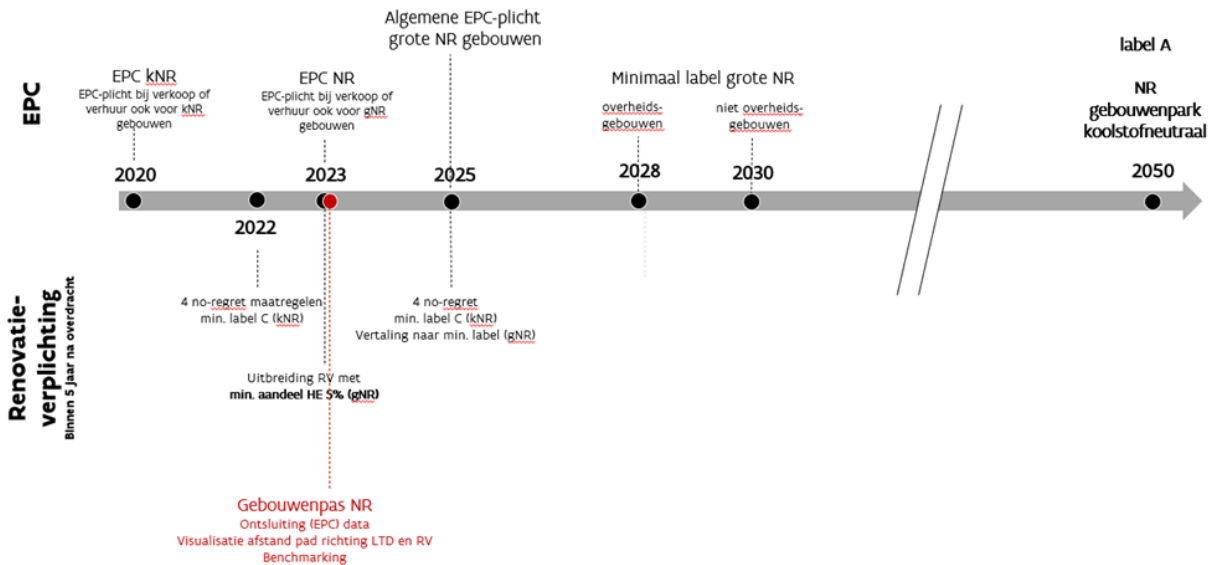 EPC
EPC kNR
EPC-plicht bij verkoop of
verhuur ook voor kNR
gebouwen
2020
EPC NR
EPC-plicht bij verkoop of
verhuur ook voor gNR
gebouwen
2023
Algemene EPC-plicht
grote NR gebouwen
2025
Minimaal label grote NR
overheids-
gebouwen
2028
niet overheids-
gebouwen
2030
label A
NR
gebouwenpark
koolstofneutraal
2050
2022
Renovatie-
verplichting
Binnen 5 jaar na overdracht
4 no-regret maatregelen
min. label C (kNR)
Uitbreiding RV met
min. aandeel HE 5% (gNR)
4 no-regret
min. label C (kNR)
Vertaling naar min. label (gNR)
Gebouwenpas NR
Ontsluiting (EPC) data
Visualisatie afstand pad richting LTD en RV
Benchmarking